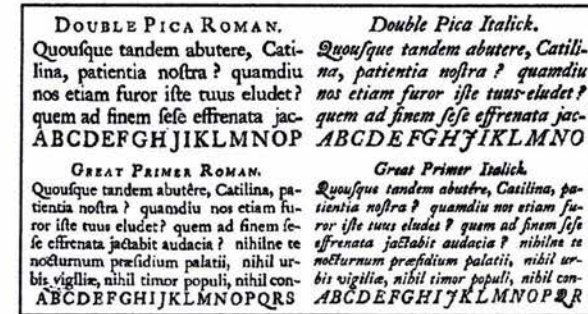 DOUBLE PICA ROMAN.
Quouſque tandem abutere, Cati-
lina, patientia noſtra ? quamdiu
nos etiam furor iſte tuus eludet?
quem ad finem ſeſe effrenata jac-
ABCDEFGHJIKLMNOP
GREAT PRIMER ROMAN.
Quouſque tandem abutêre, Catilina, pa-
tientia noſtra ? quamdiu nos etiam fu-
ror iſte tuus eludet? quem ad finem ſe-
ſe effrenata jactabit audacia ? nihilne te
nocturnum præſidium palatii, nihil ur-
bis vigiliæ, nihil timor populi, nihil con-
ABCDEFGHIJKLMNOPQRS
Double Pica Italick.
Quouſque tandem abutere, Catili-
na, patientia noſtra ? quamdiu
nos etiam furor iſte tuus eludet?
quem ad finem ſeſe effrenata jac-
ABCDEFGHJIKLMNO
Great Primer Italick.
Quouſque tandem abutêre, Catilina, pa-
tientia noſtra ? quamdiu nos etiam fu-
ror iſte tuus eludet ? quem ad finem ſeſe
effrenata jactabit audacia ? nihilne te
nocturnum præſidium palatii, nihil ur-
bis vigiliæ, nihil timor populi, nihil con-
ABCDEFGHIJKLMNOPQR